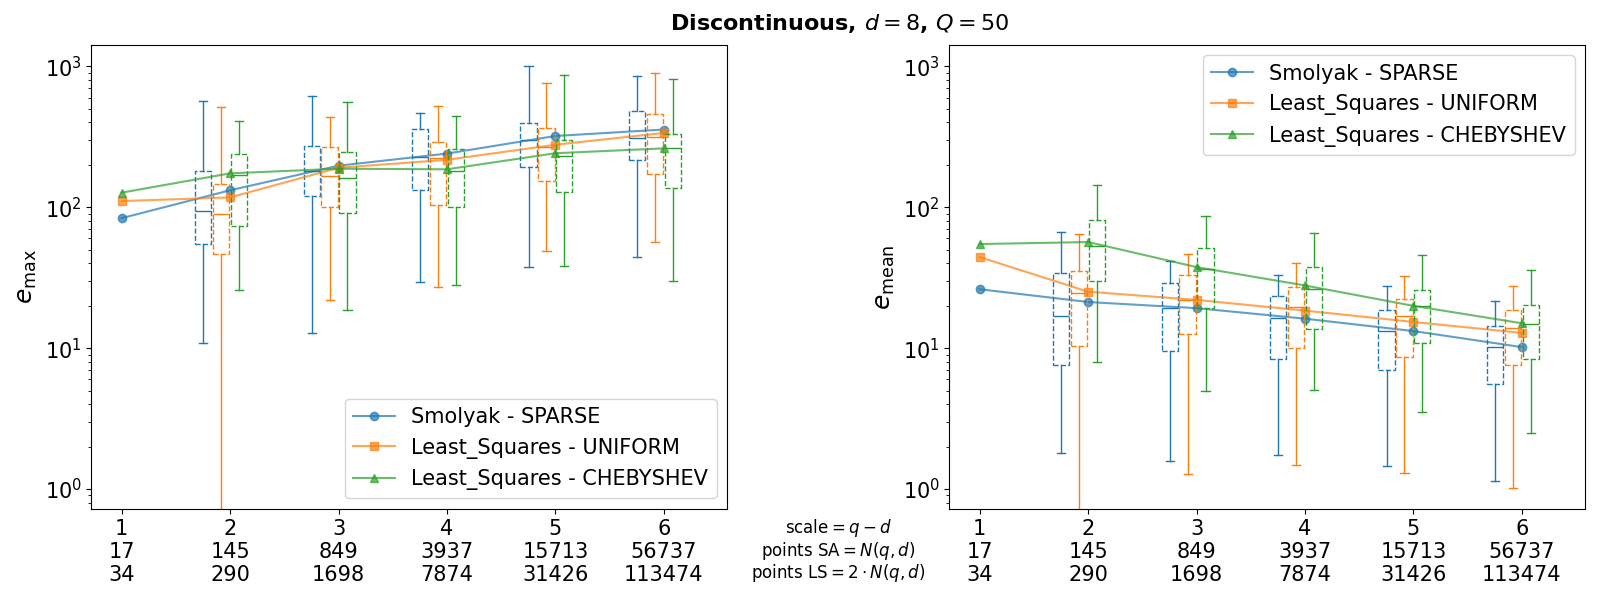 Discontinuous, d = 8, Q = 50
10³
10²
10¹
10⁰
e_max
Smolyak - SPARSE
Least_Squares - UNIFORM
Least_Squares - CHEBYSHEV
1 2 3 4 5 6
17 145 849 3937 15713 56737
34 290 1698 7874 31426 113474
scale = q − d
points SA = N(q, d)
points LS = 2 · N(q, d)
10³
10²
10¹
10⁰
e_mean
Smolyak - SPARSE
Least_Squares - UNIFORM
Least_Squares - CHEBYSHEV
1 2 3 4 5 6
17 145 849 3937 15713 56737
34 290 1698 7874 31426 113474